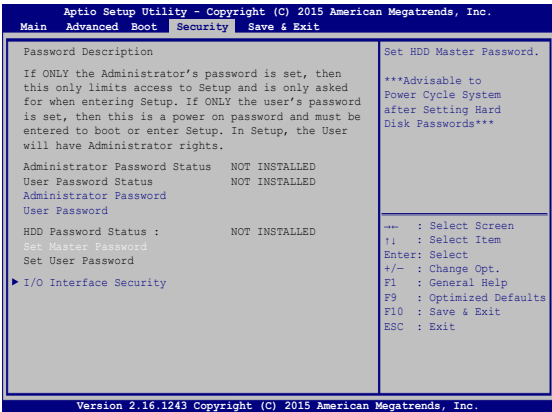 Aptio Setup Utility - Copyright (C) 2015 American Megatrends, Inc.
Main Advanced Boot Security Save & Exit
Password Description
If ONLY the Administrator's password is set, then
this only limits access to Setup and is only asked
for when entering Setup. If ONLY the user's password
is set, then this is a power on password and must be
entered to boot or enter Setup. In Setup, the User
will have Administrator rights.
Administrator Password Status NOT INSTALLED
User Password Status NOT INSTALLED
Administrator Password
User Password
HDD Password Status : NOT INSTALLED
Set Master Password
Set User Password
▶ I/O Interface Security
Set HDD Master Password.
***Advisable to
Power Cycle System
after Setting Hard
Disk Passwords***
→← : Select Screen
↑↓ : Select Item
Enter: Select
+/— : Change Opt.
F1 : General Help
F9 : Optimized Defaults
F10 : Save & Exit
ESC : Exit
Version 2.16.1243 Copyright (C) 2015 American Megatrends, Inc.